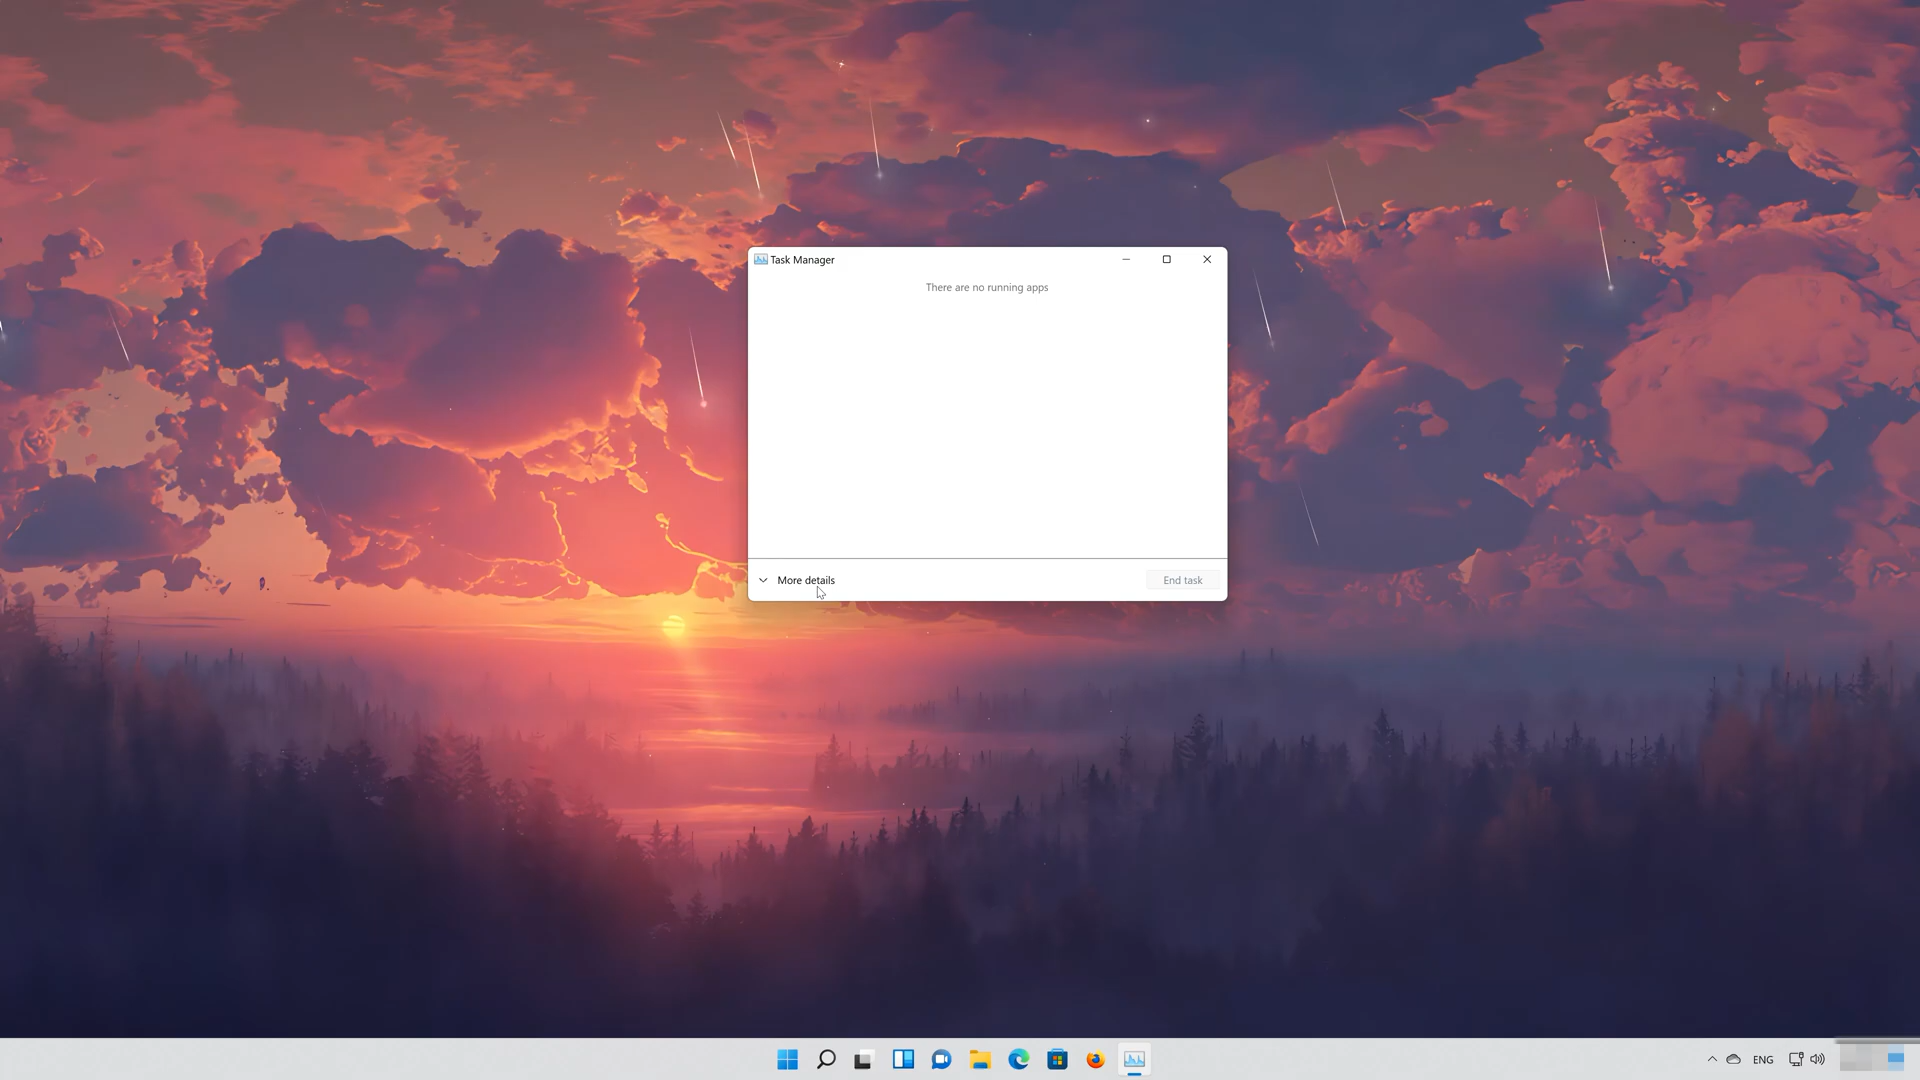 Task Manager
There are no running apps
More details
End task
ENG